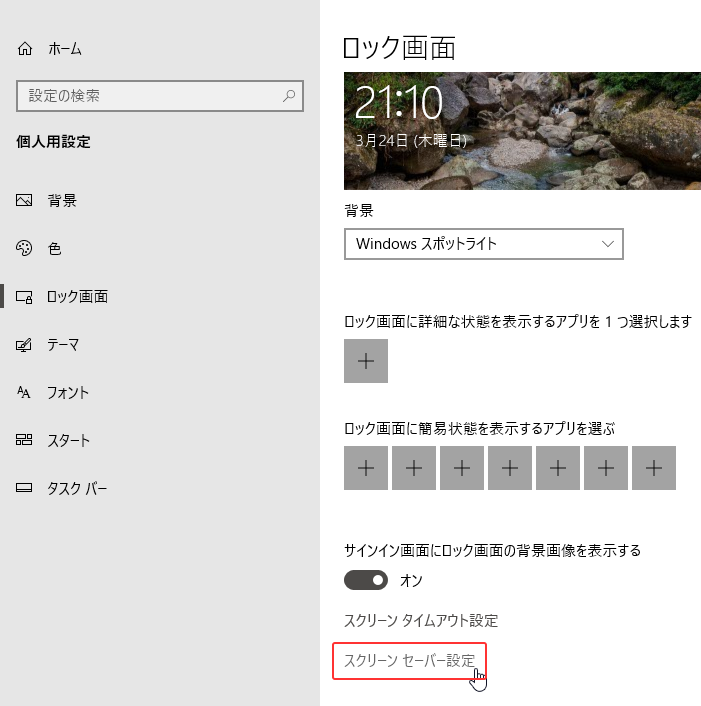 ホーム
設定の検索
個人用設定
背景
色
ロック画面
テーマ
フォント
スタート
タスク バー
ロック画面
21:10
3月24日 (木曜日)
背景
Windows スポットライト
ロック画面に詳細な状態を表示するアプリを 1 つ選択します
ロック画面に簡易状態を表示するアプリを選ぶ
サインイン画面にロック画面の背景画像を表示する
オン
スクリーン タイムアウト設定
スクリーン セーバー設定